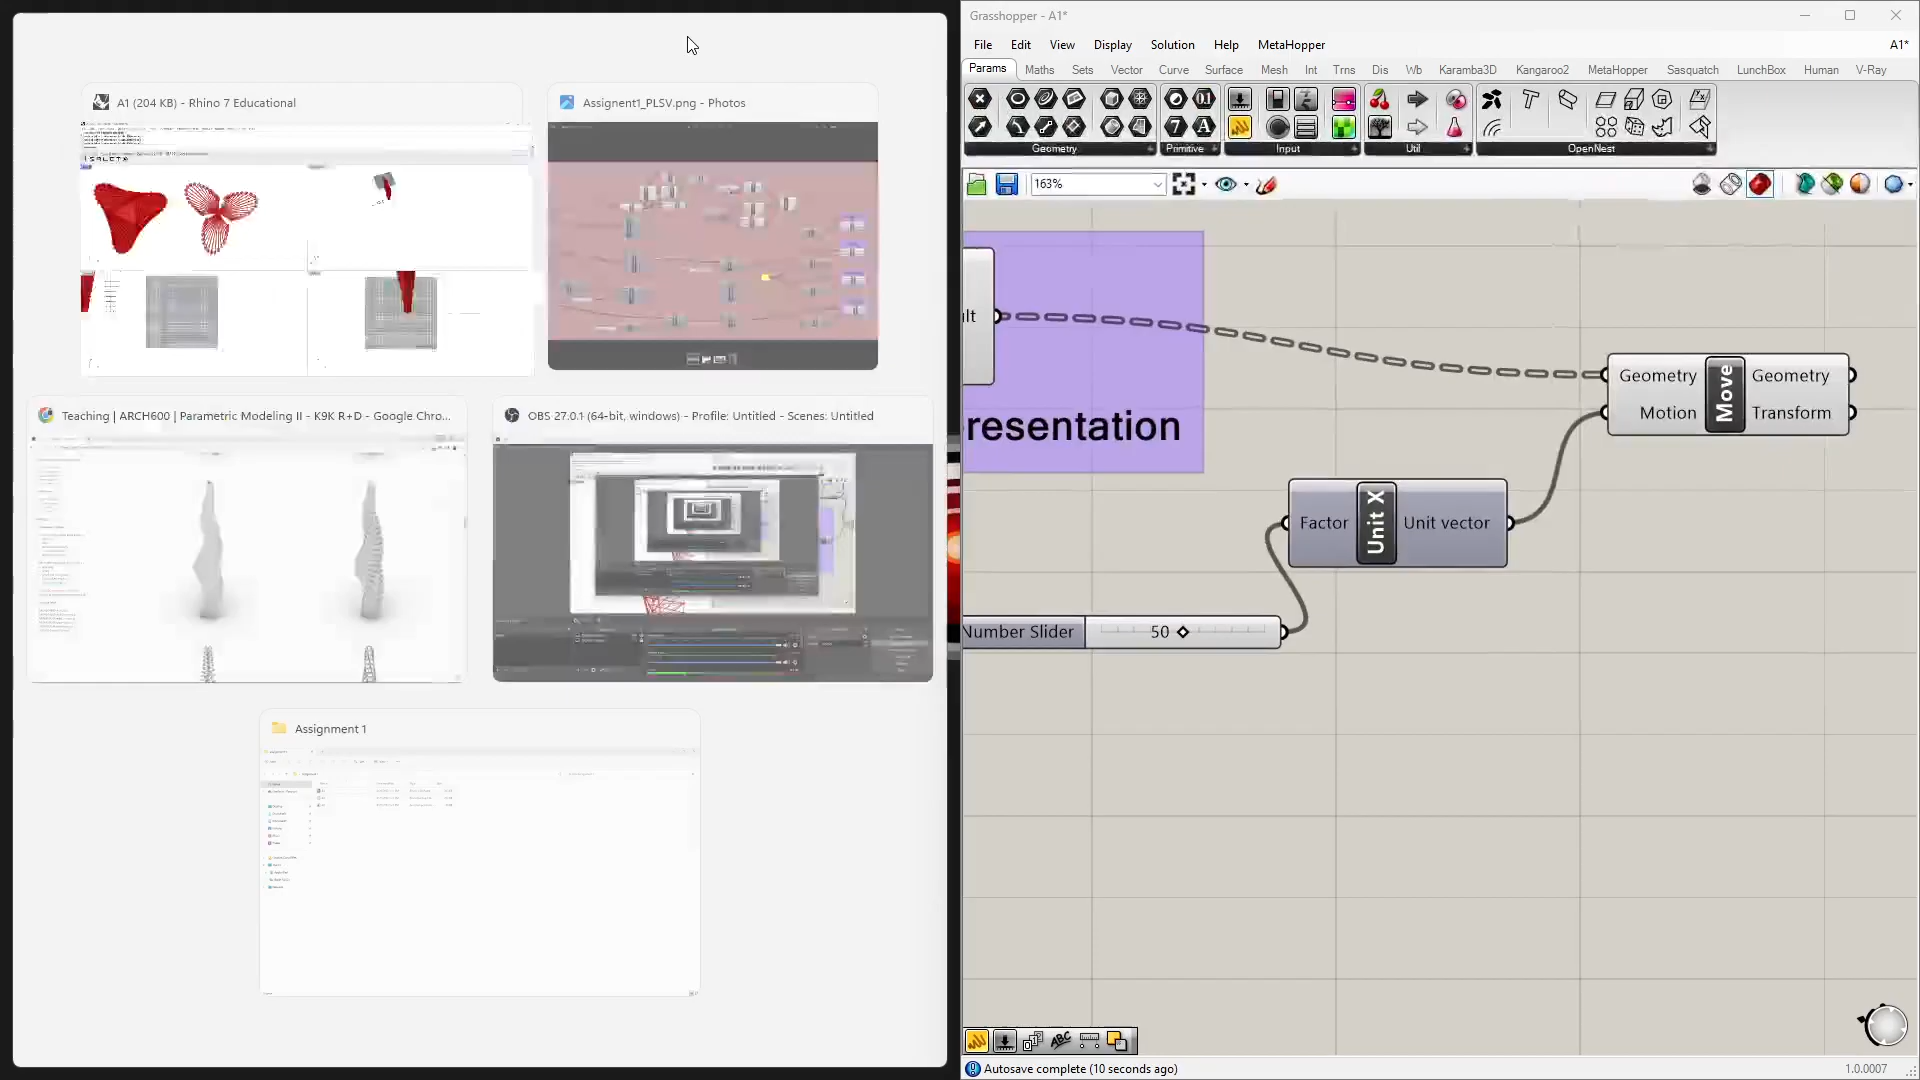 Grasshopper - A1*
File Edit View Display Solution Help MetaHopper A1*
Params Maths Sets Vector Curve Surface Mesh Int Trns Dis Wb Karamba3D Kangaroo2 MetaHopper Sasquatch LunchBox Human V-Ray
Geometry Primitive Input Util OpenNest
163%
A1 (204 KB) - Rhino 7 Educational
Assignent1_PLSV.png - Photos
Teaching | ARCH600 | Parametric Modeling II - K9K R+D - Google Chro...
OBS 27.0.1 (64-bit, windows) - Profile: Untitled - Scenes: Untitled
Assignment 1
lt
resentation
Geometry Move Geometry
Motion Transform
Factor Unit X Unit vector
Number Slider 50
ABC
Autosave complete (10 seconds ago) 1.0.0007